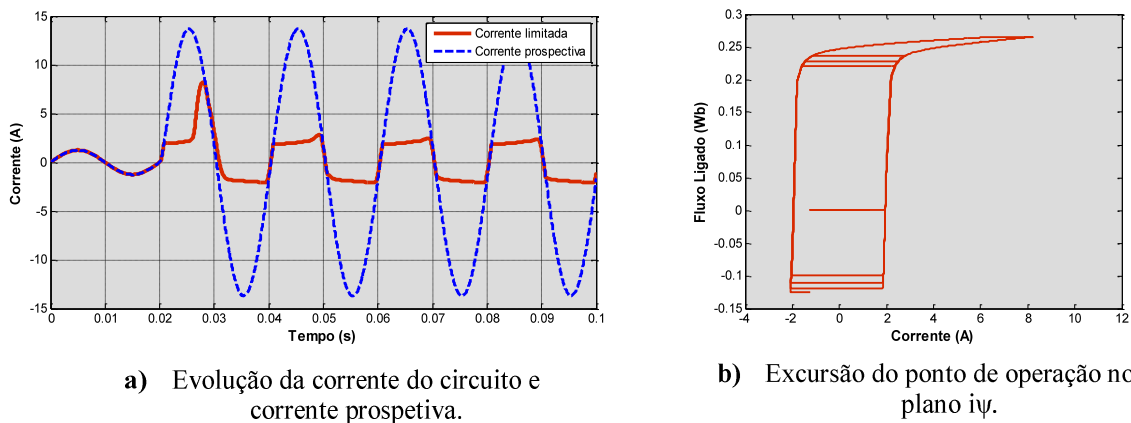 Corrente limitada
Corrente prospectiva
Corrente (A)
15
10
5
0
-5
-10
-15
0 0.01 0.02 0.03 0.04 0.05 0.06 0.07 0.08 0.09 0.1
Tempo (s)
a) Evolução da corrente do circuito e
corrente prospetiva.
Fluxo Ligado (Wb)
0.3
0.25
0.2
0.15
0.1
0
-0.05
-0.1
-0.15
-4 -2 0 2 4 6 8 10 12
Corrente (A)
b) Excursão do ponto de operação no
plano iψ.